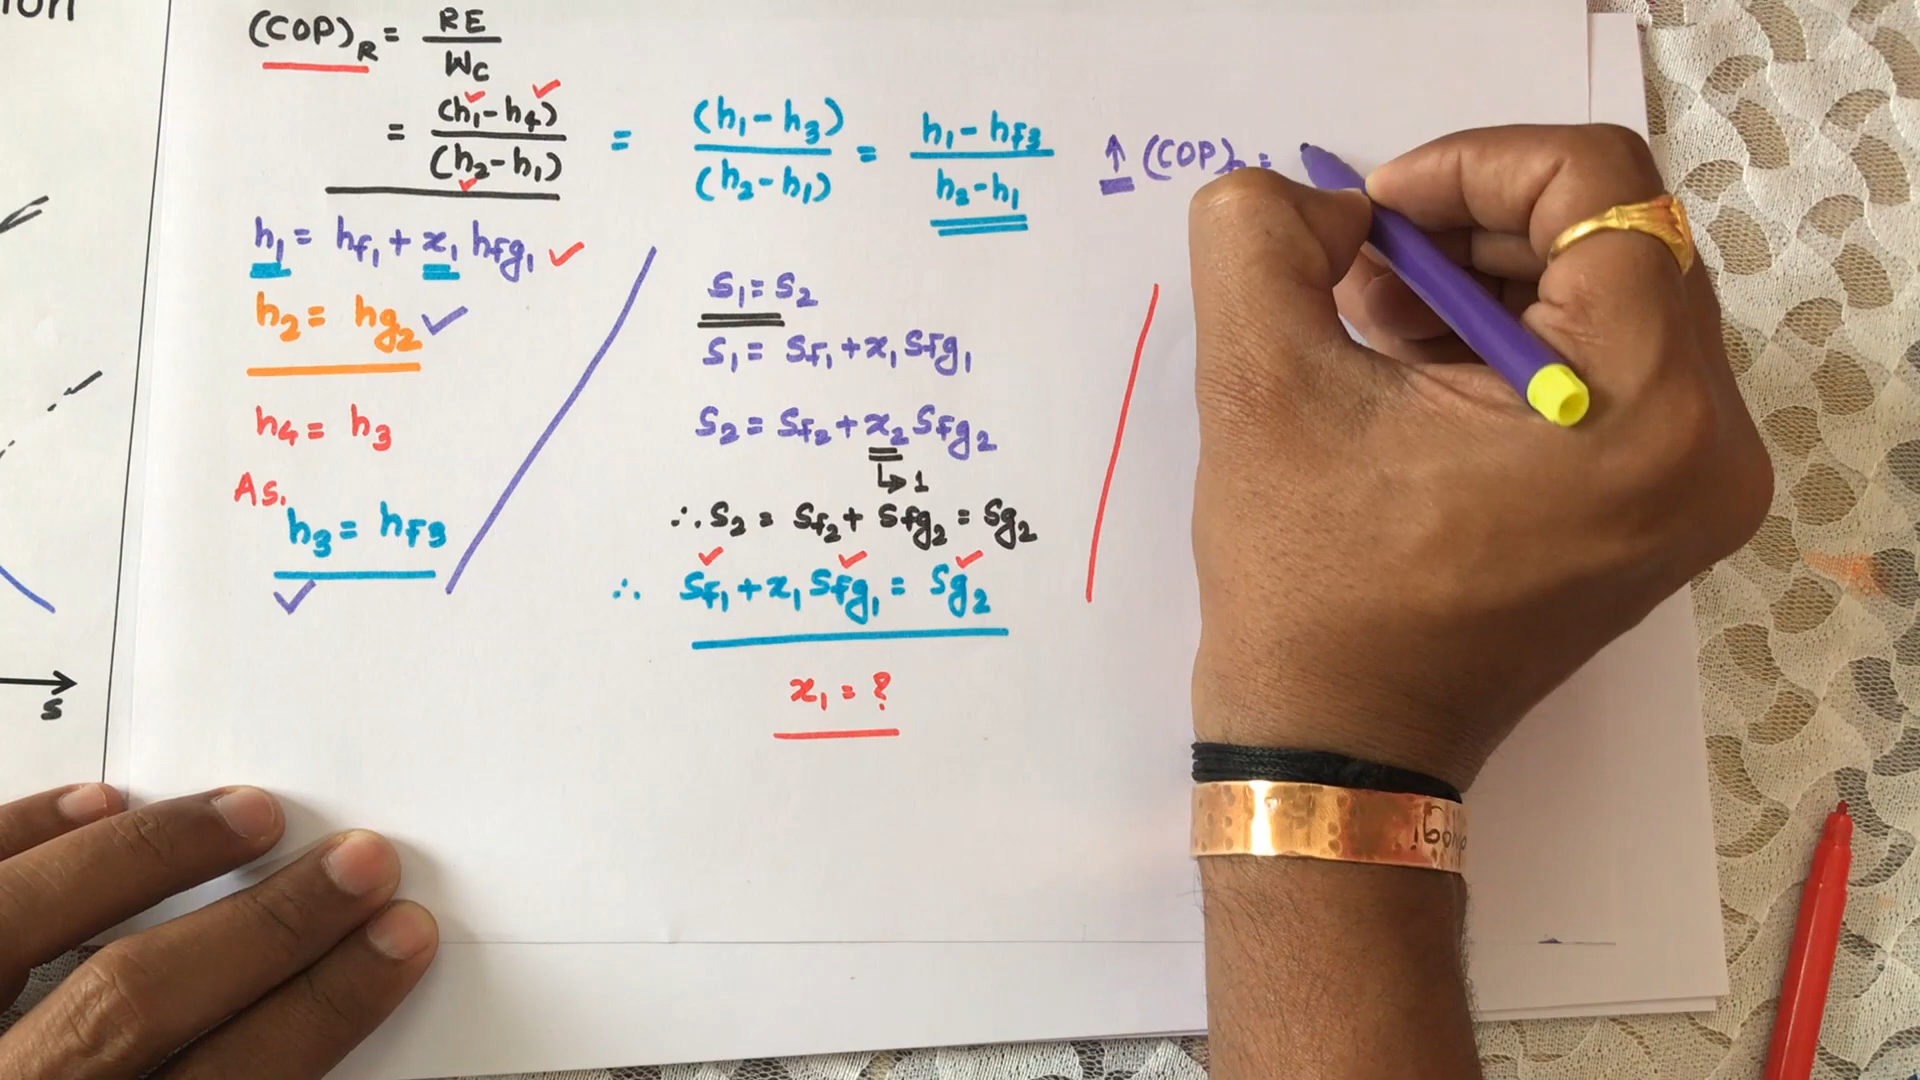 (COP)R = RE / Wc
= (h1-h4) / (h2-h1) = (h1-h3) / (h2-h1) = h1-hf3 / h2-h1 ↑ (COP)R =
h1 = hf1 + x1 hfg1 ✓
h2 = hg2 ✓
h4 = h3
As.
h3 = hf3
✓
S1 = S2
S1 = Sf1 + x1 Sfg1
S2 = Sf2 + x2 Sfg2
↳ 1
∴ S2 = Sf2 + Sfg2 = Sg2
∴ Sf1 + x1 Sfg1 = Sg2
x1 = ?
S